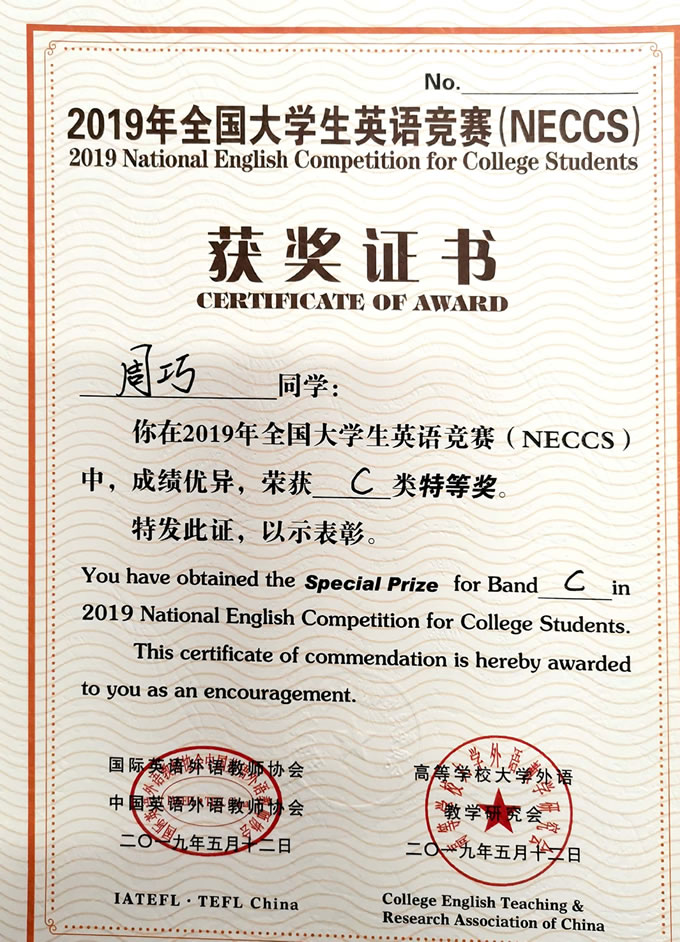 No.
2019年全国大学生英语竞赛(NECCS)
2019 National English Competition for College Students
获奖证书
CERTIFICATE OF AWARD
周巧同学:
你在2019年全国大学生英语竞赛(NECCS)
中,成绩优异,荣获 C 类特等奖。
特发此证,以示表彰。
You have obtained the Special Prize for Band C in
2019 National English Competition for College Students.
This certificate of commendation is hereby awarded
to you as an encouragement.
国际英语外语教师协会
中国英语外语教师协会
二〇一九年五月十二日
IATEFL · TEFL China
高等学校大学外语
教学研究会
二〇一九年五月十二日
College English Teaching &
Research Association of China